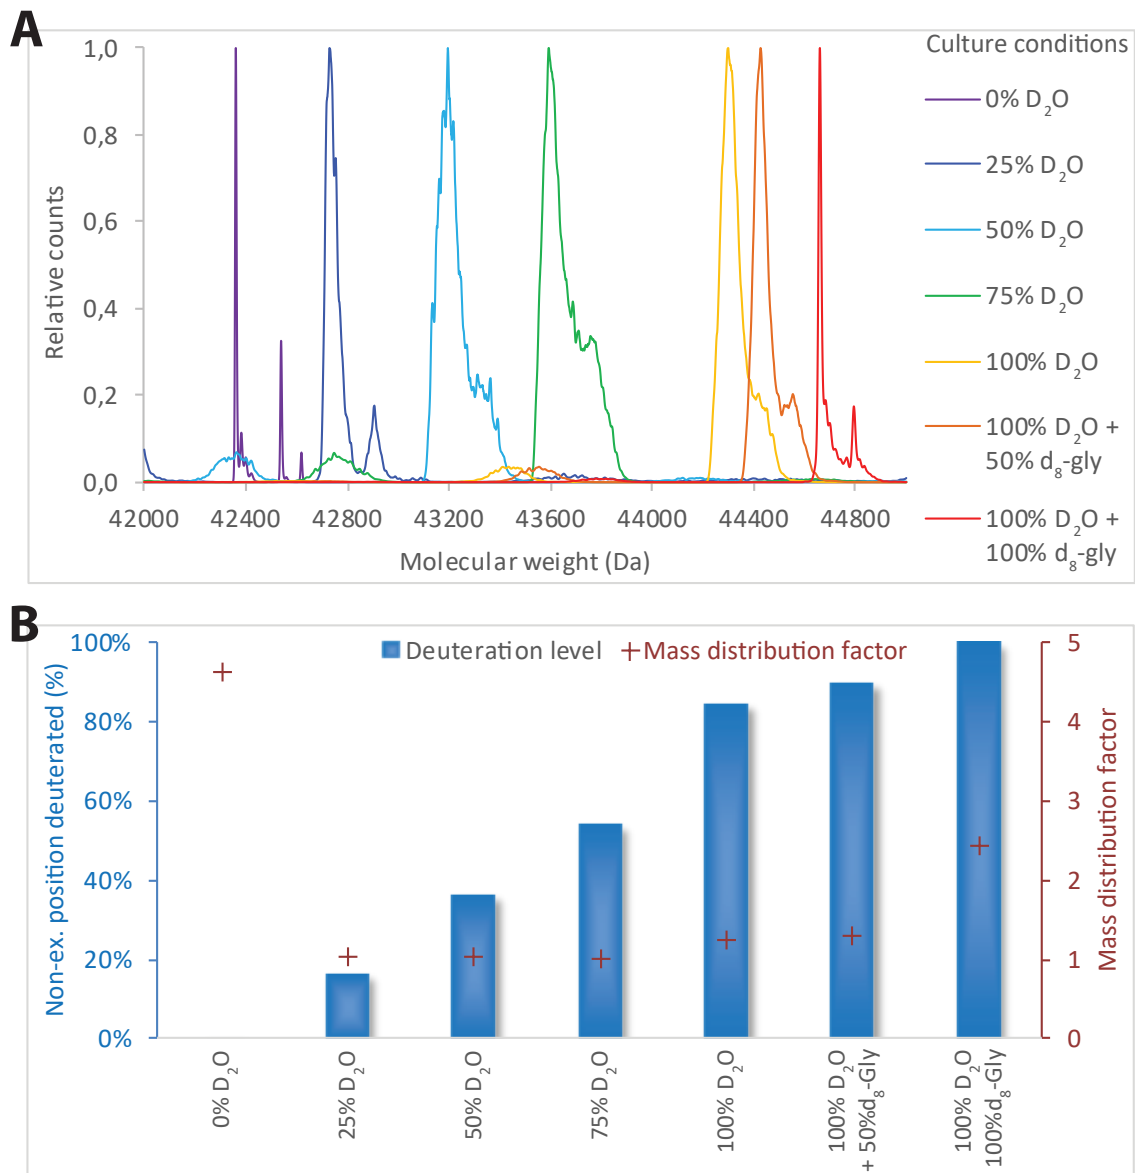 A
Culture conditions
1,0
0,8
0,6
0,4
0,2
0,0
Relative counts
42000 42400 42800 43200 43600 44000 44400 44800
Molecular weight (Da)
0% D₂O
25% D₂O
50% D₂O
75% D₂O
100% D₂O
100% D₂O +
50% d₈-gly
100% D₂O +
100% d₈-gly
B
Deuteration level
Mass distribution factor
Non-ex. position deuterated (%)
100%
80%
60%
40%
20%
0%
5
4
3
2
1
0
Mass distribution factor
0% D₂O
25% D₂O
50% D₂O
75% D₂O
100% D₂O
100% D₂O
+ 50%d₈-Gly
100% D₂O
100%d₈-Gly